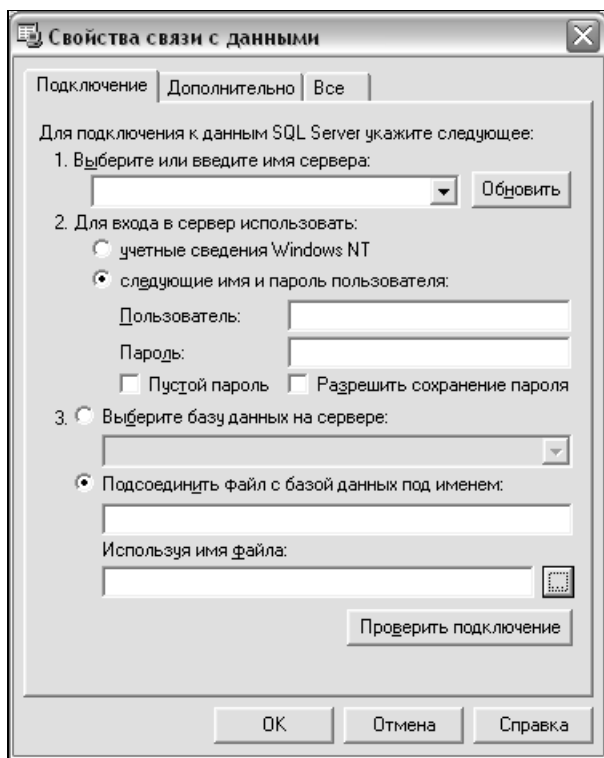 Свойства связи с данными
Подключение Дополнительно Все
Для подключения к данным SQL Server укажите следующее:
1. Выберите или введите имя сервера:
Обновить
2. Для входа в сервер использовать:
учетные сведения Windows NT
следующие имя и пароль пользователя:
Пользователь:
Пароль:
Пустой пароль Разрешить сохранение пароля
3. Выберите базу данных на сервере:
Подсоединить файл с базой данных под именем:
Используя имя файла:
...
Проверить подключение
OK Отмена Справка